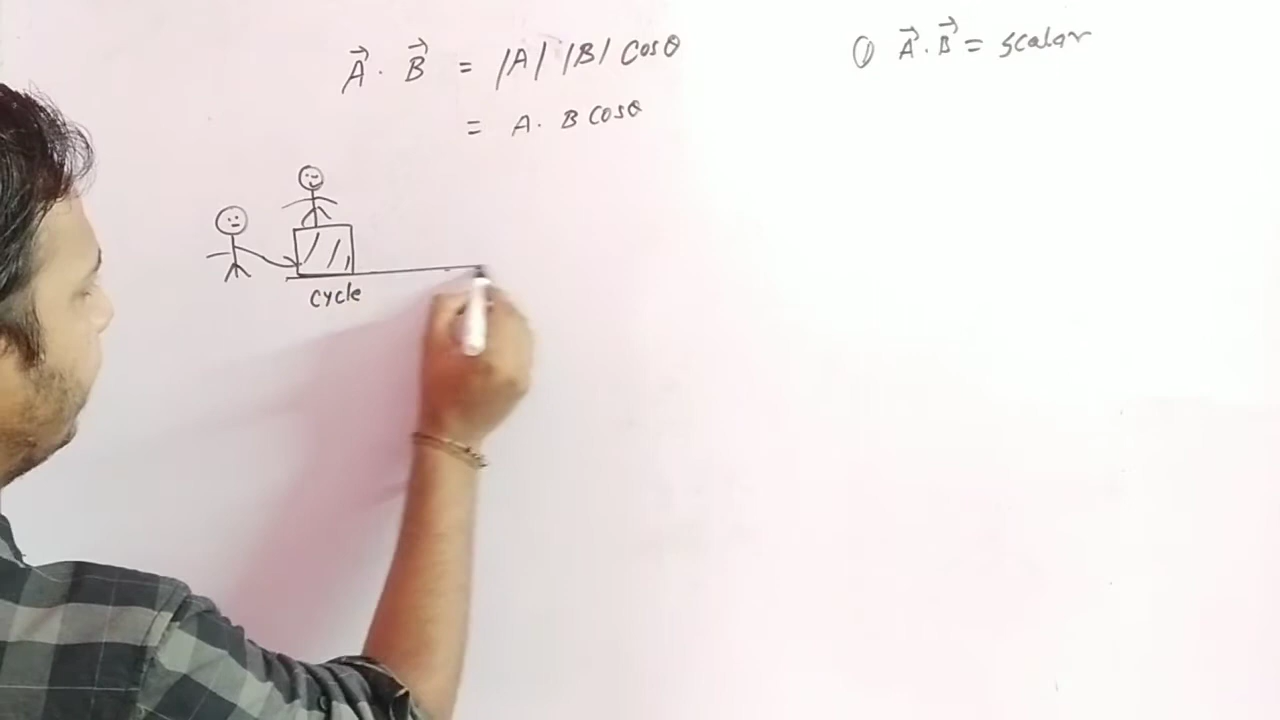 A⃗ . B⃗ = |A| |B| Cosθ
= A . B Cosθ
① A⃗ . B⃗ = scalar
cycle